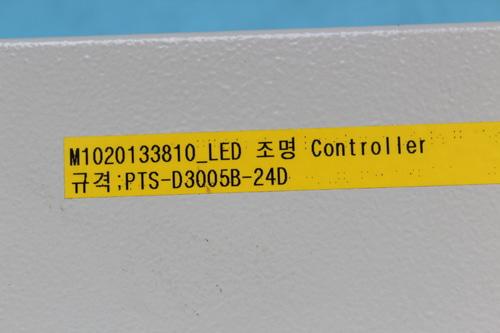 M1020133810_LED 조명 Controller
규격;PTS-D3005B-24D